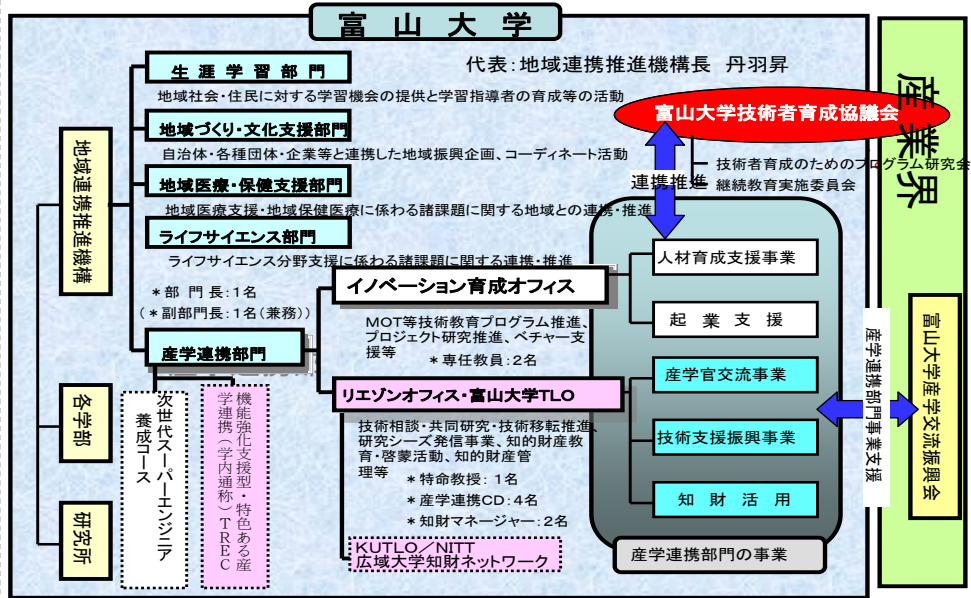 富山大学
代表:地域連携推進機構長 丹羽昇
生涯学習部門
地域社会・住民に対する学習機会の提供と学習指導者の育成等の活動
地域づくり・文化支援部門
自治体・各種団体・企業等と連携した地域振興企画、コーディネート活動
地域医療・保健支援部門
地域医療支援・地域保健医療に係わる諸課題に関する地域との連携・推進
ライフサイエンス部門
ライフサイエンス分野支援に係わる諸課題に関する連携・推進
*部門長:1名
(*副部門長:1名(兼務))
産学連携部門
地域連携推進機構
各学部
研究所
次世代スーパーエンジニア
養成コース
機能強化支援型・特色ある産
学連携(学内通称)TREC
イノベーション育成オフィス
MOT等技術教育プログラム推進、
プロジェクト研究推進、ベチャー支
援等
*専任教員:2名
リエゾンオフィス・富山大学TLO
技術相談・共同研究・技術移転推進、
研究シーズ発信事業、知的財産教
育・啓蒙活動、知的財産管
理等
*特命教授:1名
*産学連携CD:4名
*知財マネージャー:2名
KUTLO/NITT
広域大学知財ネットワーク
富山大学技術者育成協議会
技術者育成のためのプログラム研究会
継続教育実施委員会
連携推進
人材育成支援事業
起業支援
産学官交流事業
技術支援振興事業
知財活用
産学連携部門の事業
産業界
産学連携部門事業支援
富山大学産学交流振興会